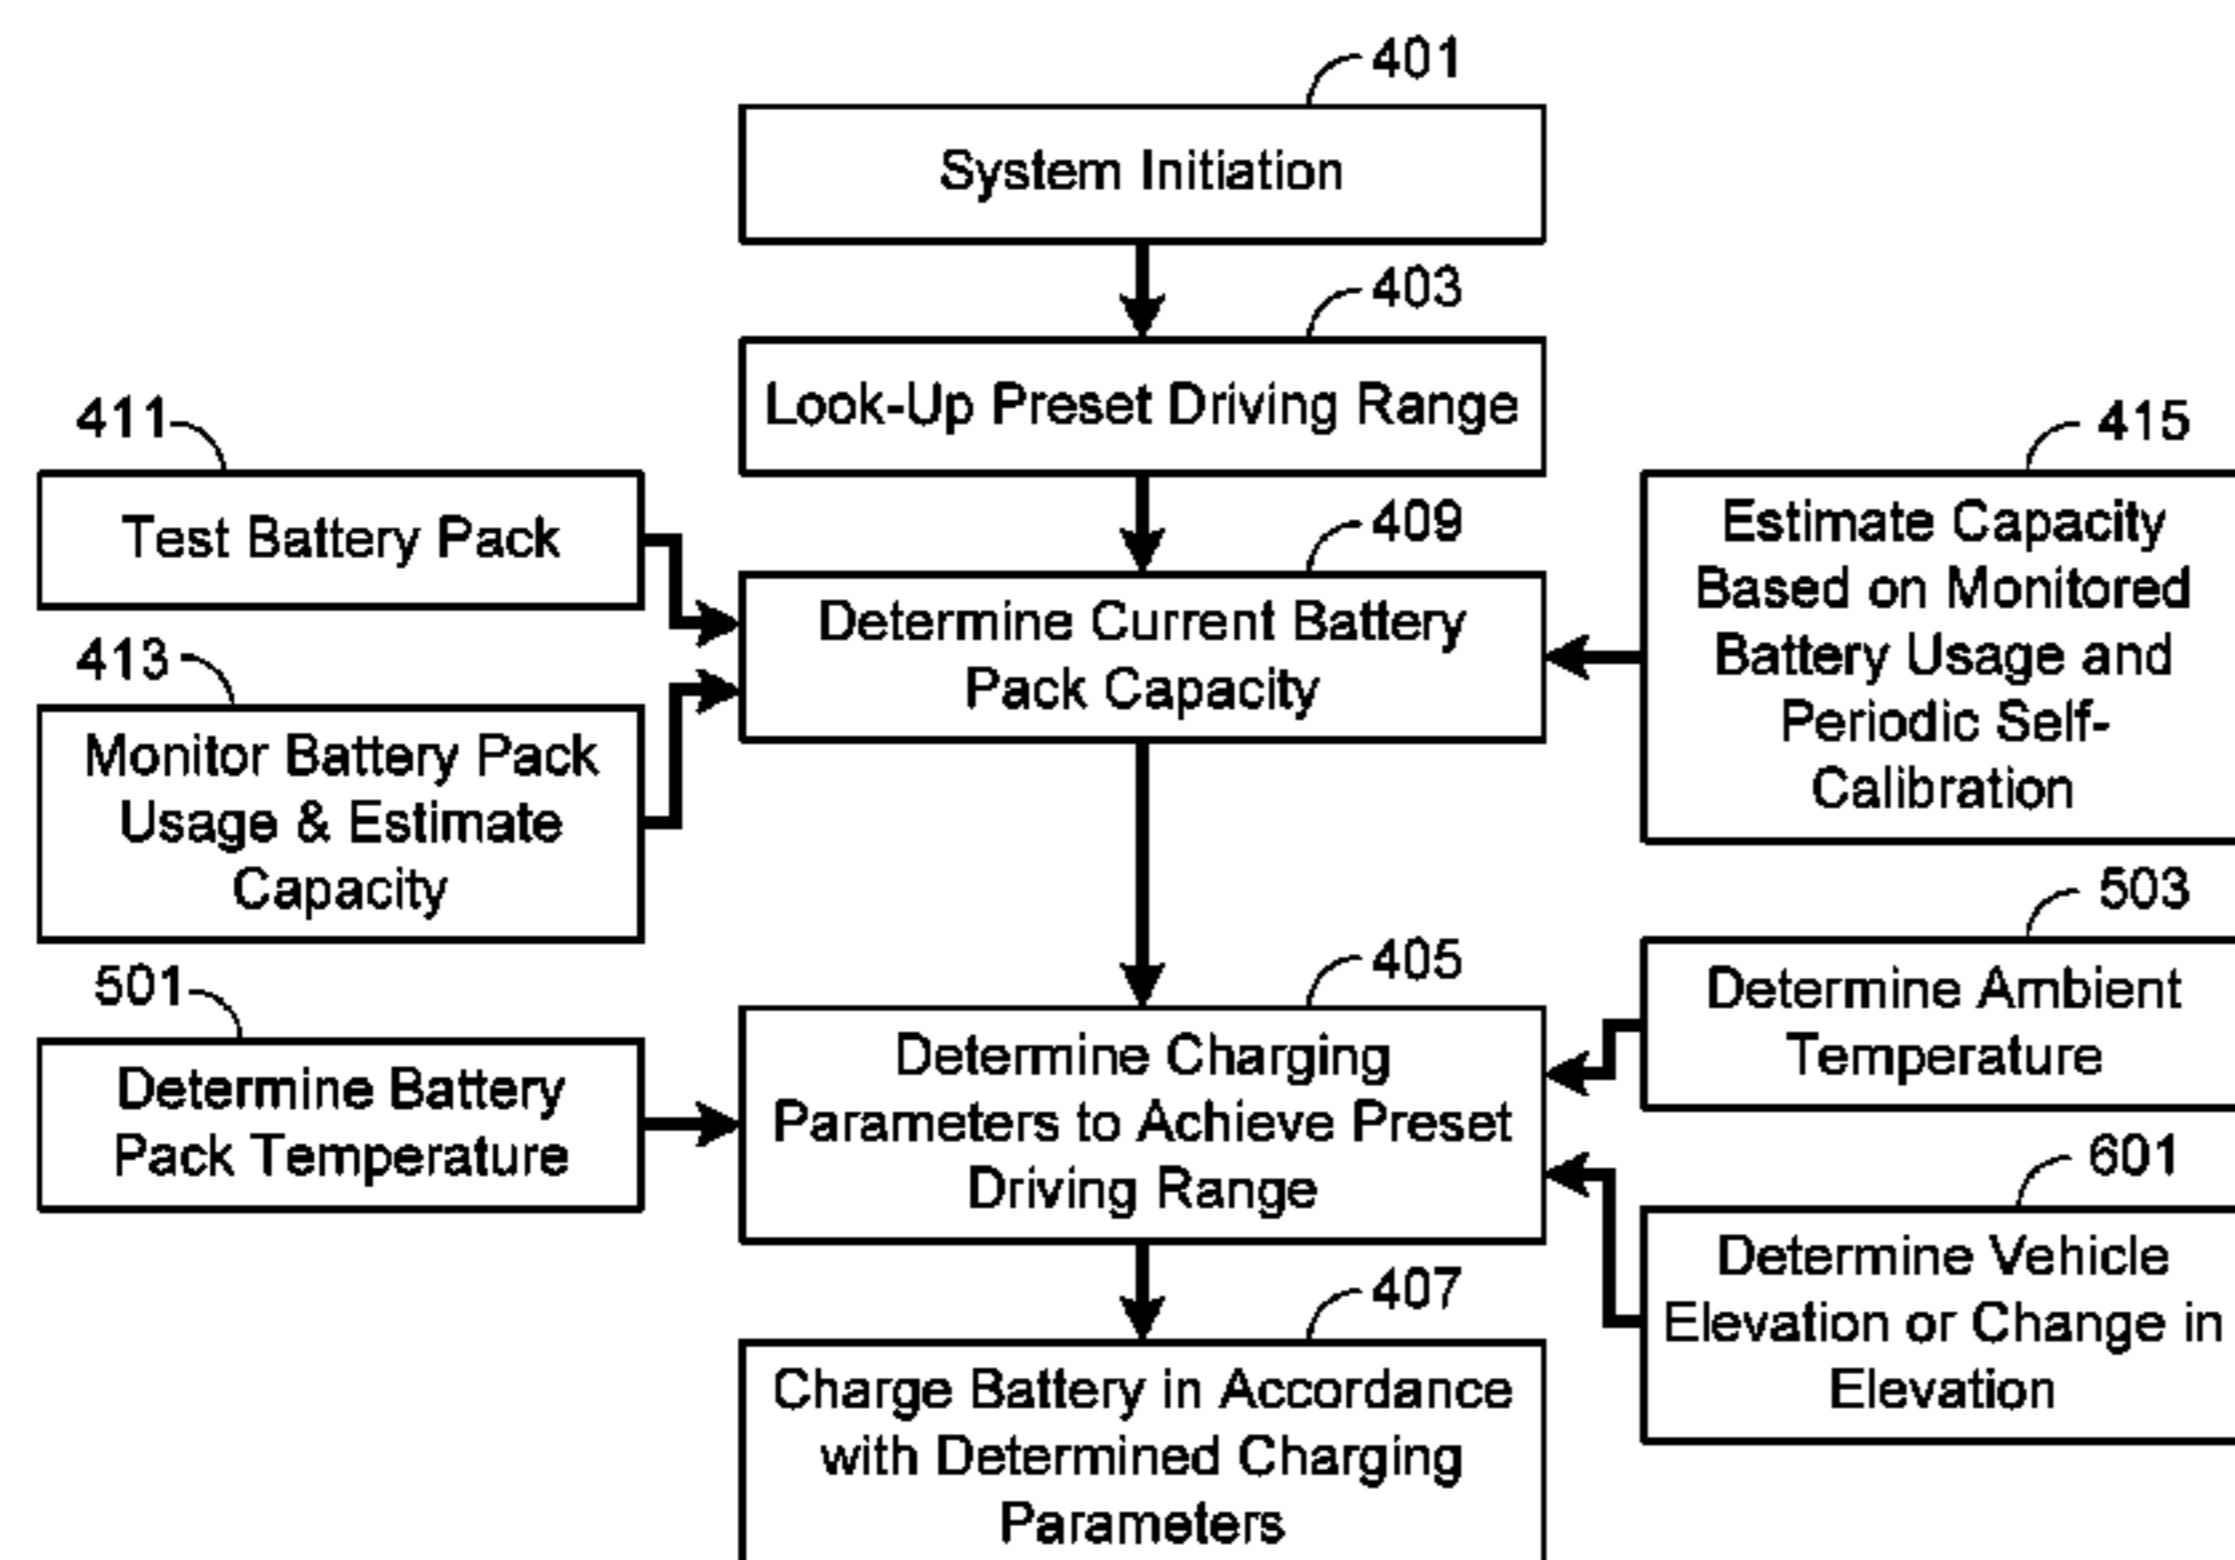 401
System Initiation
403
Look-Up Preset Driving Range
411
Test Battery Pack
409
Determine Current Battery
Pack Capacity
415
Estimate Capacity
Based on Monitored
Battery Usage and
Periodic Self-
Calibration
413
Monitor Battery Pack
Usage & Estimate
Capacity
503
Determine Ambient
Temperature
501
Determine Battery
Pack Temperature
405
Determine Charging
Parameters to Achieve Preset
Driving Range
601
Determine Vehicle
Elevation or Change in
Elevation
407
Charge Battery in Accordance
with Determined Charging
Parameters